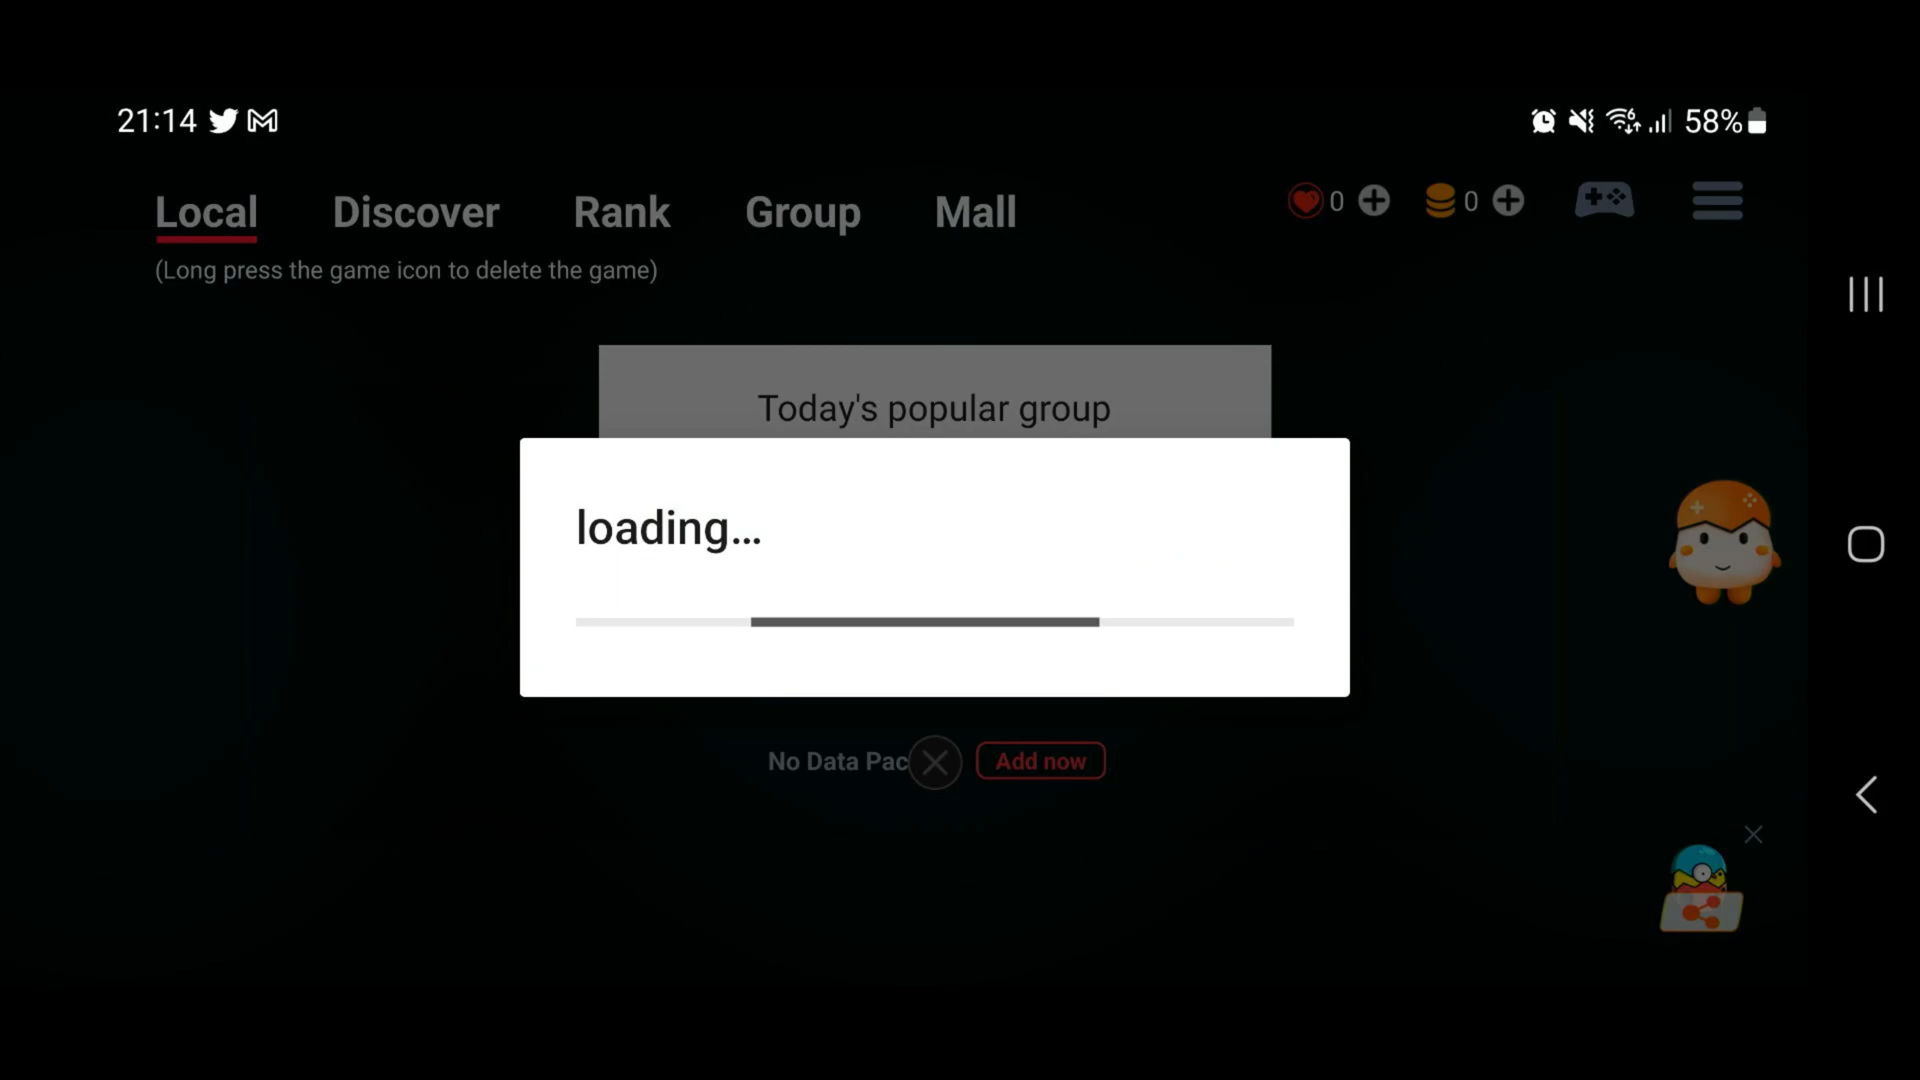 21:14
58%
Local Discover Rank Group Mall
0
0
(Long press the game icon to delete the game)
Today's popular group
loading...
No Data Pac
Add now